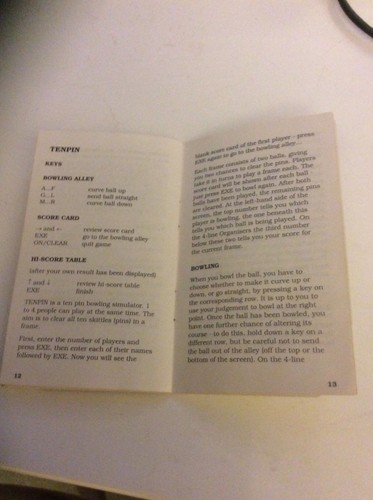 TENPIN
KEYS
BOWLING ALLEY
A...F curve ball up
G...L send ball straight
M...R curve ball down
SCORE CARD
→ and ← review score card
EXE go to the bowling alley
ON/CLEAR quit game
HI-SCORE TABLE
(after your own result has been displayed)
↑ and ↓ review hi-score table
EXE finish
TENPIN is a ten pin bowling simulator. 1
to 4 people can play at the same time. The
aim is to clear all ten skittles (pins) in a
frame.
First, enter the number of players and
press EXE, then enter each of their names
followed by EXE. Now you will see the
12
blank score card of the first player - press
EXE again to go to the bowling alley...
Each frame consists of two balls, giving
you two chances to clear the pins. Players
take it in turns to play a frame each. The
score card will be shown after each ball -
just press EXE to bowl again. After both
balls have been played, the remaining pins
are cleared. At the left-hand side of the
screen, the top number tells you which
player is bowling, the one beneath this
tells you which ball is being played. On
the 4-line Organisers the third number
below these two tells you your score for
the current frame.
BOWLING
When you bowl the ball, you have to
choose whether to make it curve up or
down, or go straight, by pressing a key on
the corresponding row. It is up to you to
use your judgement to bowl at the right
point. Once the ball has been bowled, you
have one further chance of altering its
course - to do this, hold down a key on a
different row, but be careful not to send
the ball out of the alley (off the top or the
bottom of the screen). On the 4-line
13